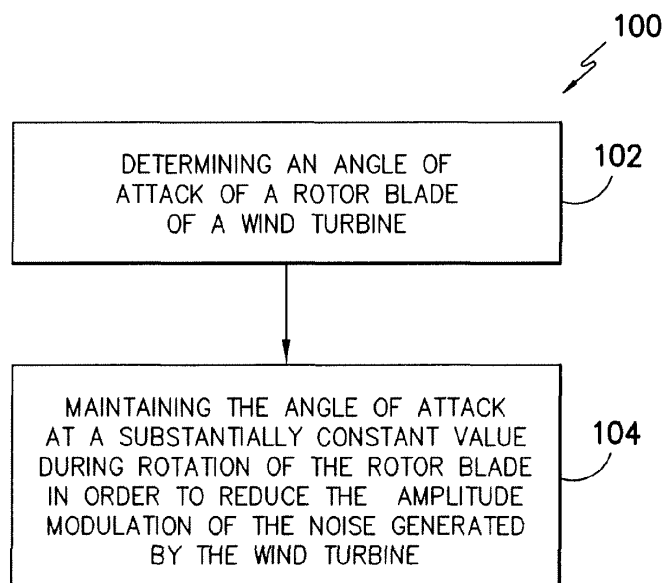 100
DETERMINING AN ANGLE OF
ATTACK OF A ROTOR BLADE
OF A WIND TURBINE
102
MAINTAINING THE ANGLE OF ATTACK
AT A SUBSTANTIALLY CONSTANT VALUE
DURING ROTATION OF THE ROTOR BLADE
IN ORDER TO REDUCE THE AMPLITUDE
MODULATION OF THE NOISE GENERATED
BY THE WIND TURBINE
104